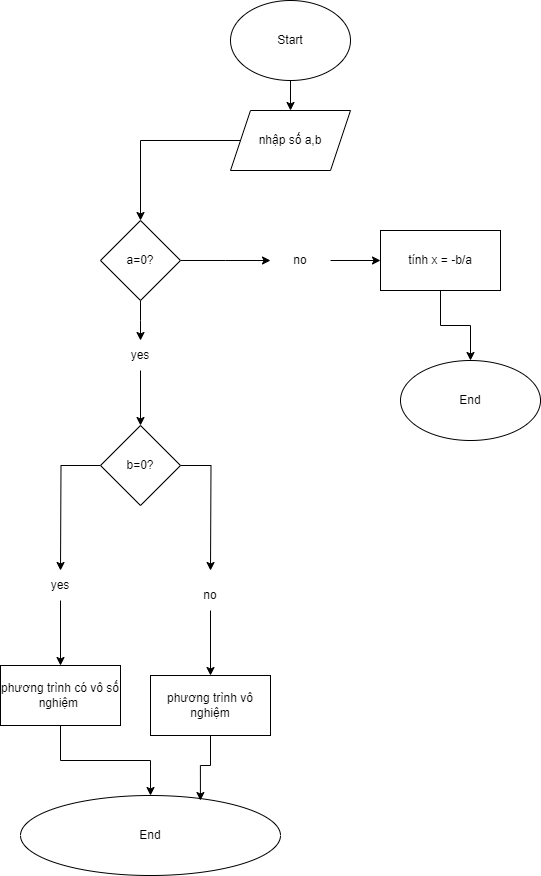 Start
nhập số a,b
a=0?
no
tính x = -b/a
yes
End
b=0?
yes
no
phương trình có vô số
nghiệm
phương trình vô
nghiệm
End